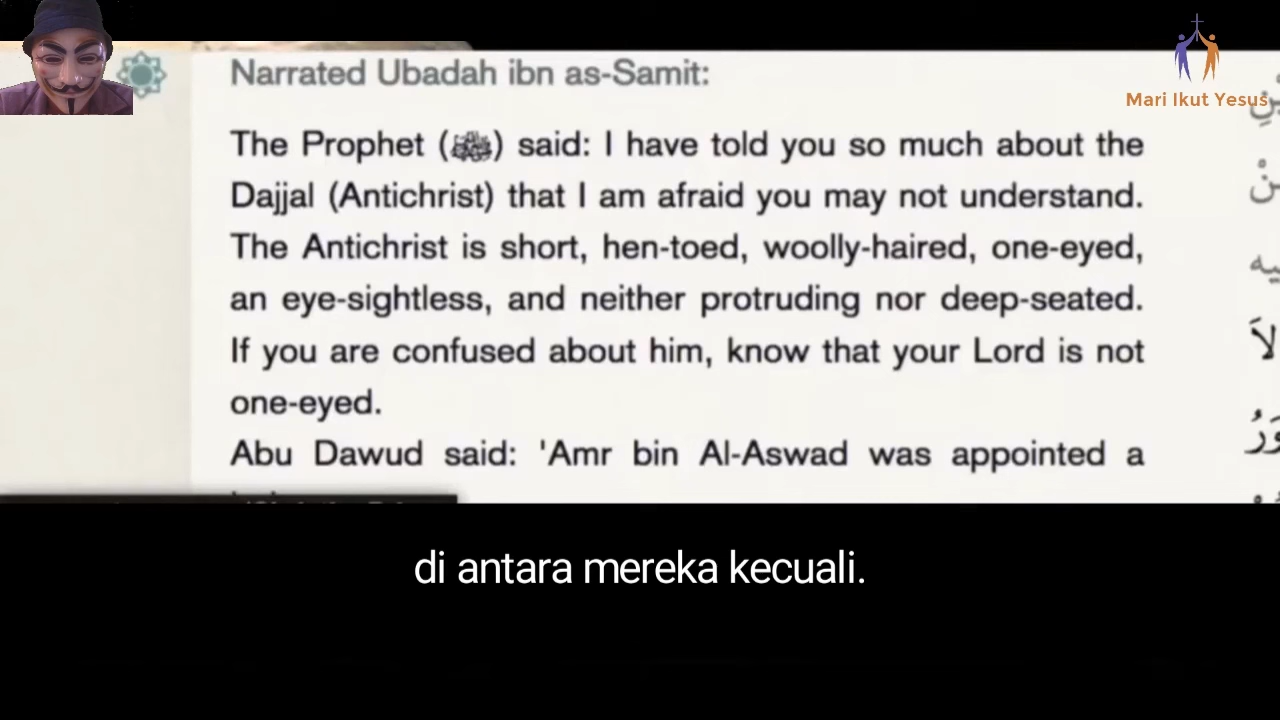 Mari Ikut Yesus
Narrated Ubadah ibn as-Samit:
The Prophet (ﷺ) said: I have told you so much about the
Dajjal (Antichrist) that I am afraid you may not understand.
The Antichrist is short, hen-toed, woolly-haired, one-eyed,
an eye-sightless, and neither protruding nor deep-seated.
If you are confused about him, know that your Lord is not
one-eyed.
Abu Dawud said: 'Amr bin Al-Aswad was appointed a
di antara mereka kecuali.